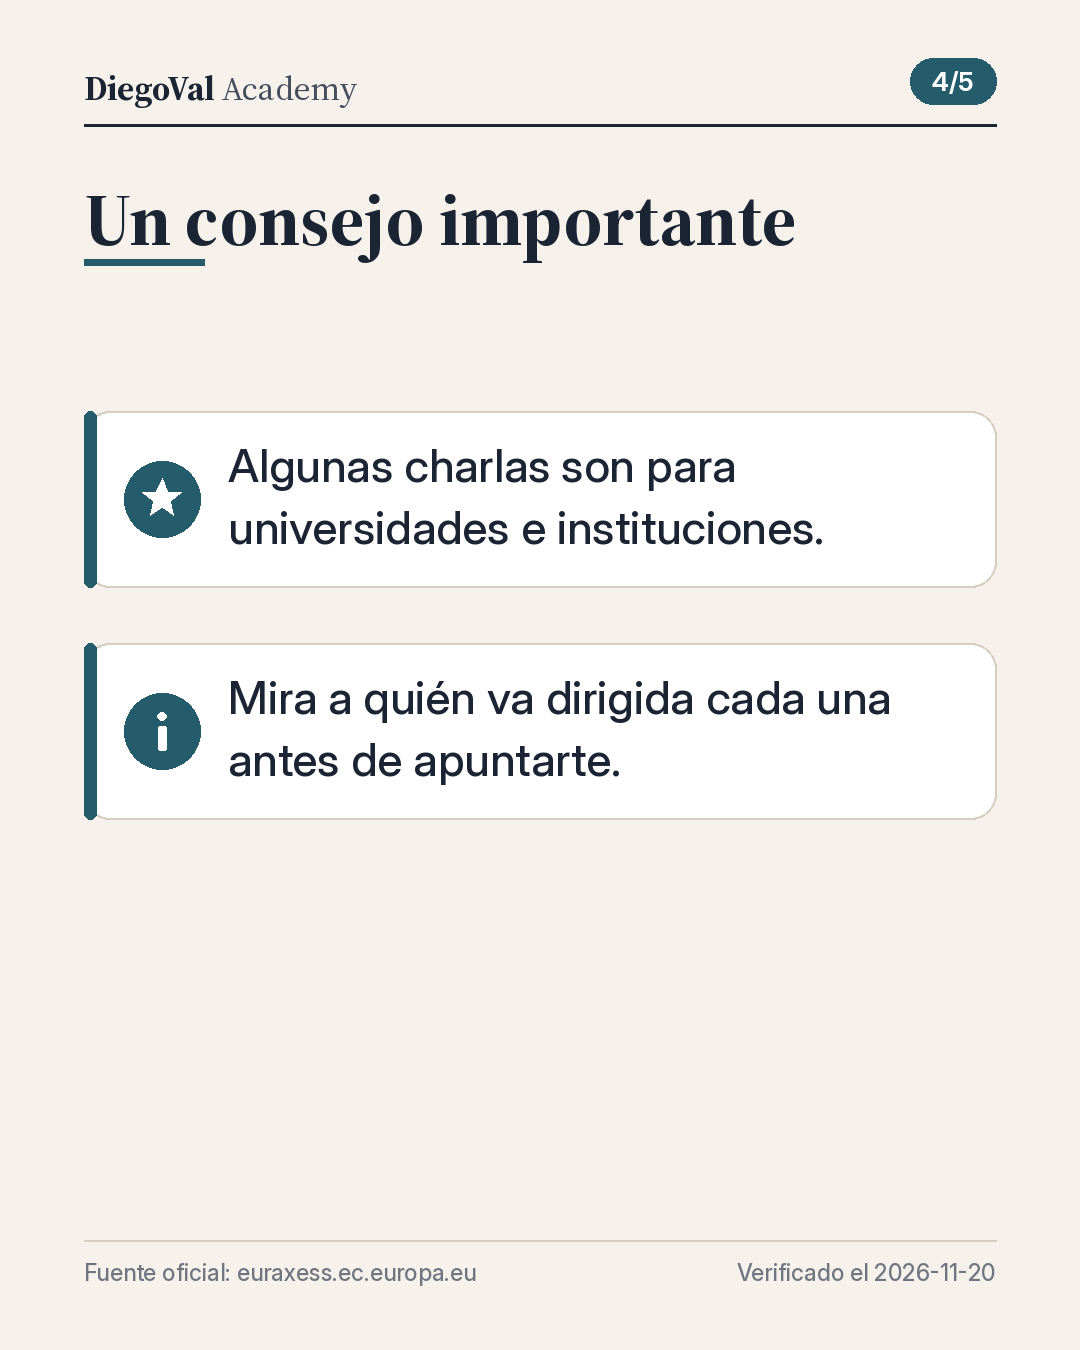 DiegoVal Academy
4/5
Un consejo importante
Algunas charlas son para
universidades e instituciones.
Mira a quién va dirigida cada una
antes de apuntarte.
Fuente oficial: euraxess.ec.europa.eu
Verificado el 2026-11-20